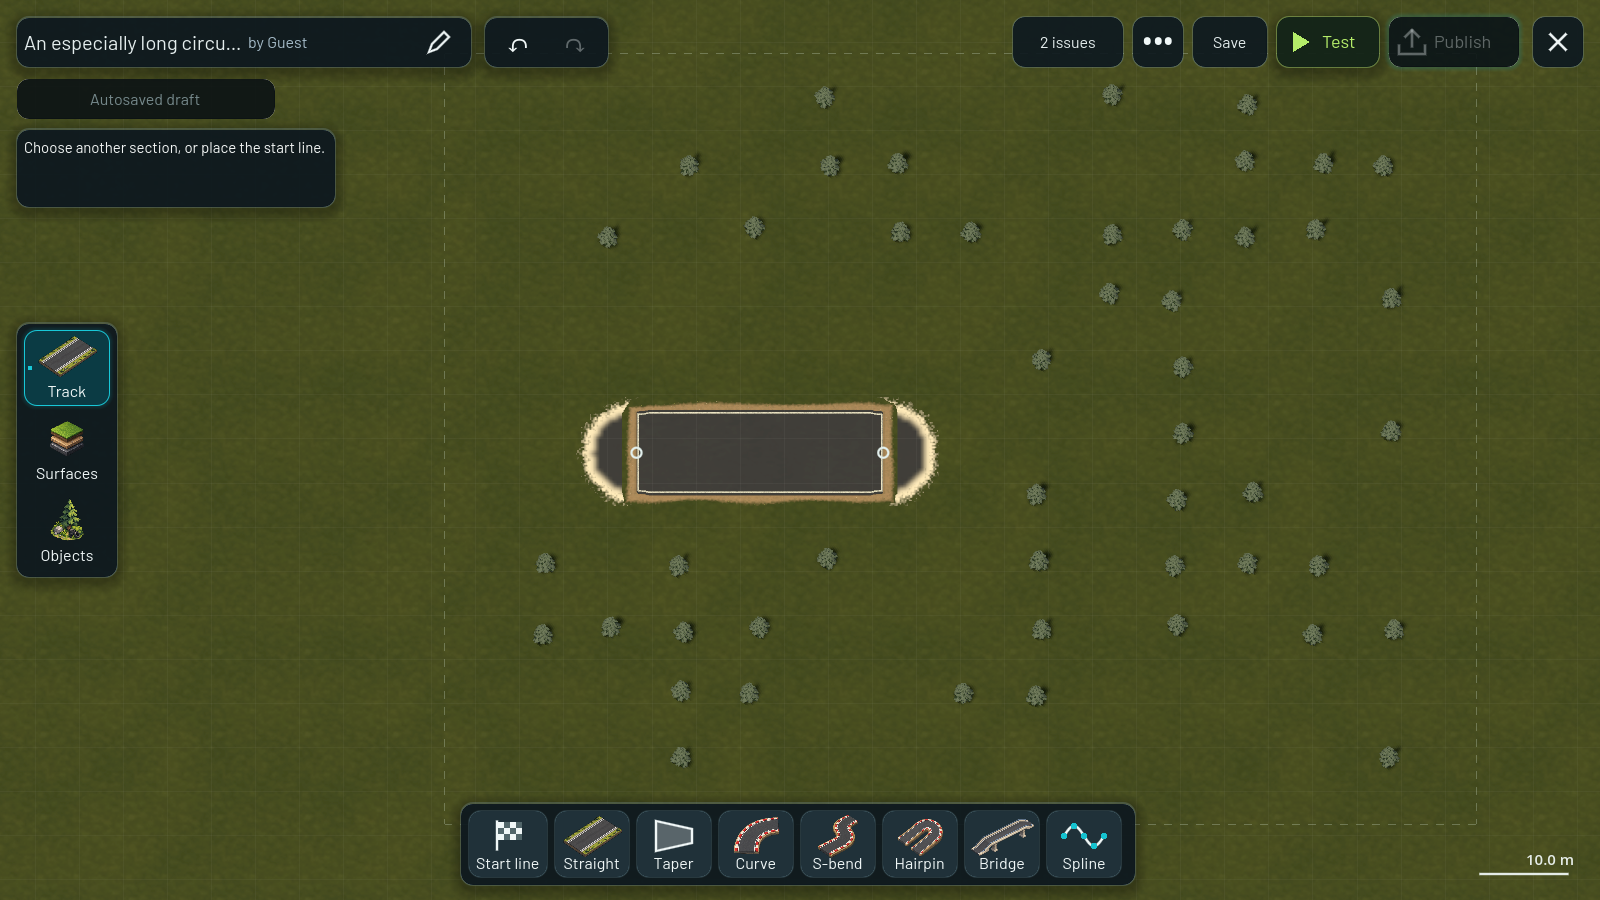 An especially long circu... by Guest
2 issues
Save
Test
Publish
Autosaved draft
Choose another section, or place the start line.
Track
Surfaces
Objects
Start line
Straight
Taper
Curve
S-bend
Hairpin
Bridge
Spline
10.0 m